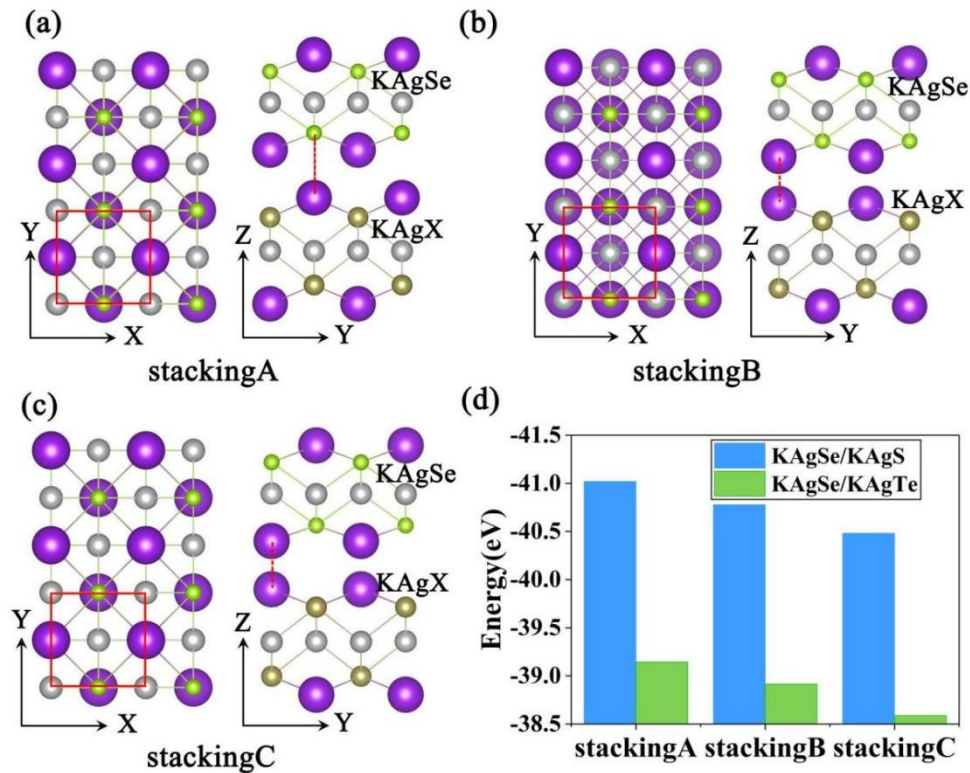 (a)
KAgSe
KAgX
Y
X
Z
Y
stackingA
(b)
KAgSe
KAgX
Y
X
Z
Y
stackingB
(c)
KAgSe
KAgX
Y
X
Z
Y
stackingC
(d)
Energy(eV)
-41.5
-41.0
-40.5
-40.0
-39.5
-39.0
-38.5
KAgSe/KAgS
KAgSe/KAgTe
stackingA stackingB stackingC